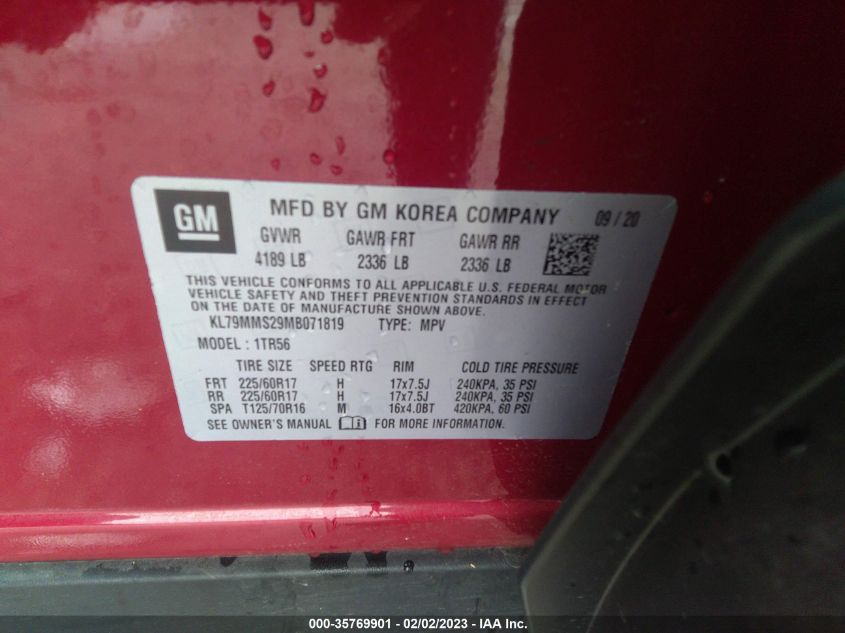 GM MFD BY GM KOREA COMPANY 09/20
GVWR GAWR FRT GAWR RR
4189 LB 2336 LB 2336 LB
THIS VEHICLE CONFORMS TO ALL APPLICABLE U.S. FEDERAL MOTOR
VEHICLE SAFETY AND THEFT PREVENTION STANDARDS IN EFFECT
ON THE DATE OF MANUFACTURE SHOWN ABOVE.
KL79MMS29MB071819 TYPE: MPV
MODEL: 1TR56
TIRE SIZE SPEED RTG RIM COLD TIRE PRESSURE
FRT 225/60R17 H 17x7.5J 240KPA, 35 PSI
RR 225/60R17 H 17x7.5J 240KPA, 35 PSI
SPA T125/70R16 M 16x4.0BT 420KPA, 60 PSI
SEE OWNER'S MANUAL FOR MORE INFORMATION.
000-35769901 - 02/02/2023 - © IAA Inc.